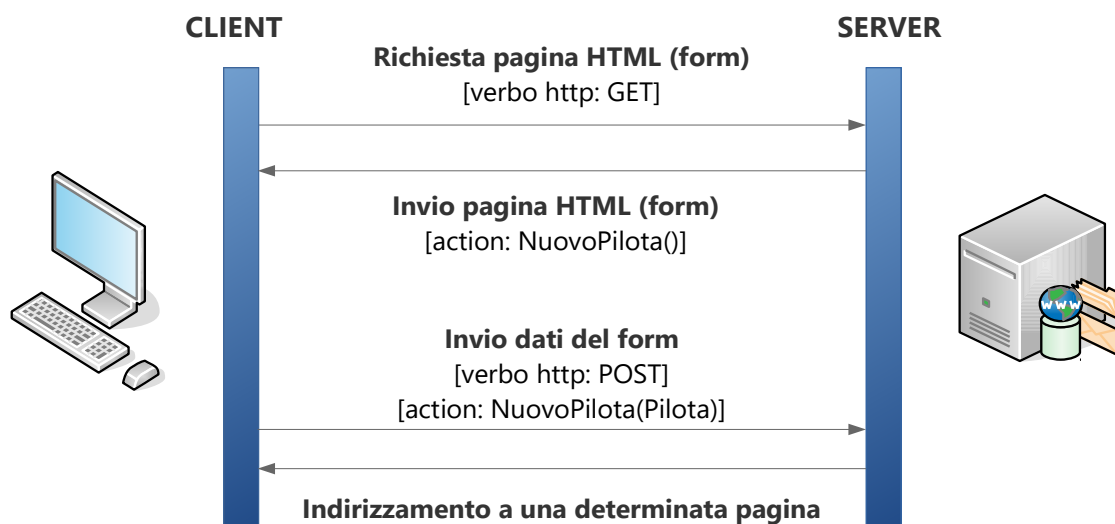 CLIENT
SERVER
Richiesta pagina HTML (form)
[verbo http: GET]
Invio pagina HTML (form)
[action: NuovoPilota()]
WWW
Invio dati del form
[verbo http: POST]
[action: NuovoPilota(Pilota)]
Indirizzamento a una determinata pagina